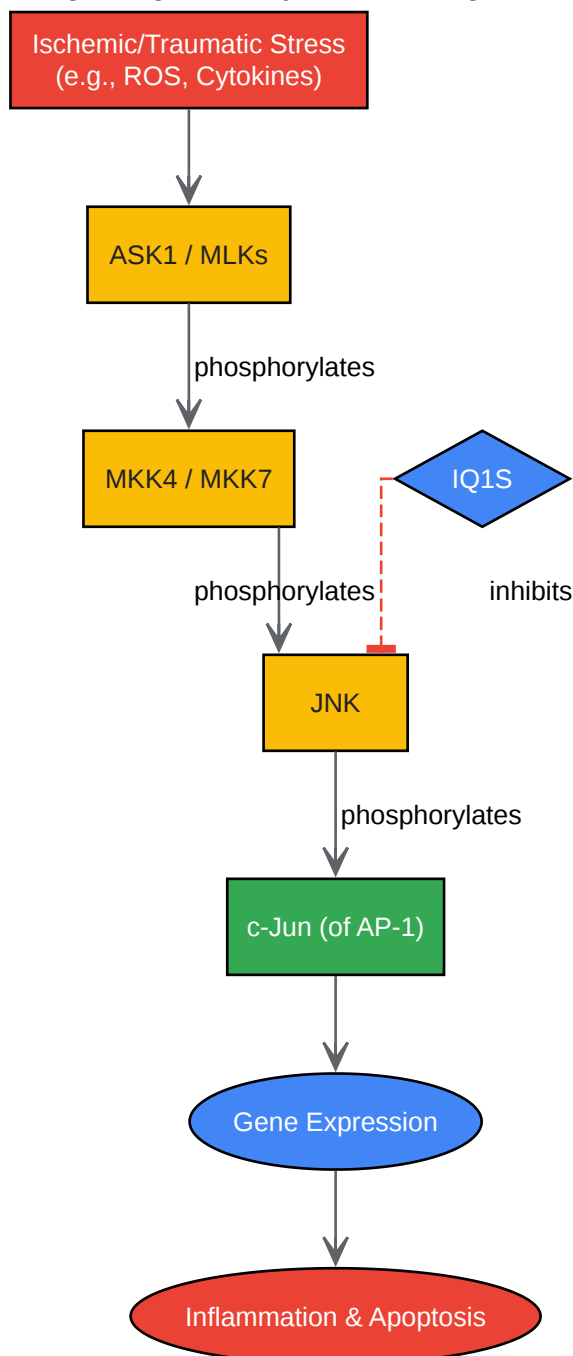 Ischemic/Traumatic Stress
(e.g., ROS, Cytokines)
ASK1 / MLKs
phosphorylates
MKK4 / MKK7
IQ1S
phosphorylates
inhibits
JNK
phosphorylates
c-Jun (of AP-1)
Gene Expression
Inflammation & Apoptosis